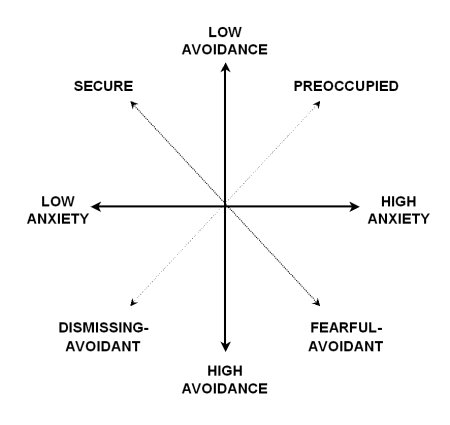 LOW
AVOIDANCE
SECURE
PREOCCUPIED
LOW
ANXIETY
HIGH
ANXIETY
DISMISSING-
AVOIDANT
FEARFUL-
AVOIDANT
HIGH
AVOIDANCE